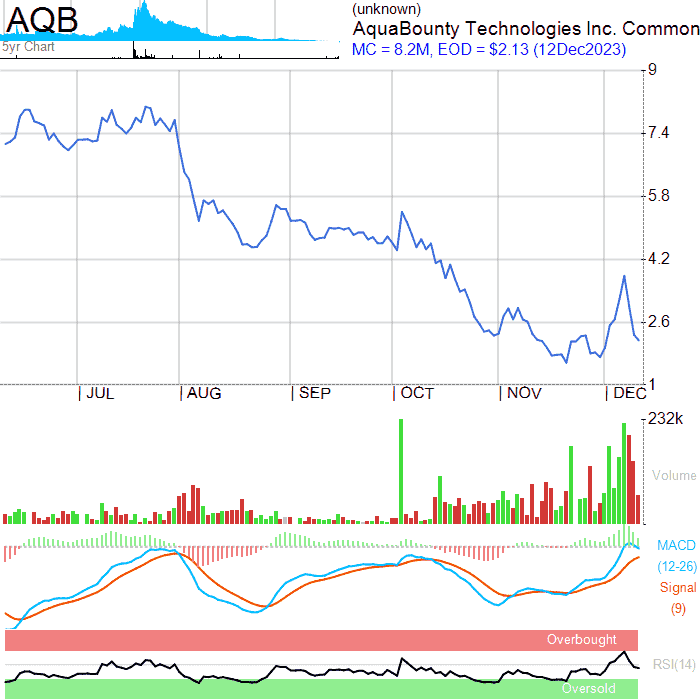 AQB
5yr Chart
(unknown)
AquaBounty Technologies Inc. Common
MC = 8.2M, EOD = $2.13 (12Dec2023)
9
7.4
5.8
4.2
2.6
1
JUL AUG SEP OCT NOV DEC
232k
Volume
MACD
(12-26)
Signal
(9)
Overbought
RSI(14)
Oversold